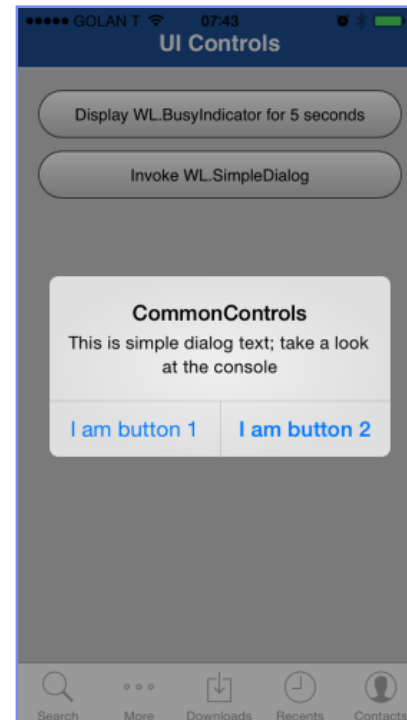 GOLAN T 07:43
UI Controls
Display WL.BusyIndicator for 5 seconds
Invoke WL.SimpleDialog
CommonControls
This is simple dialog text; take a look
at the console
I am button 1 I am button 2
Search More Downloads Recents Contacts